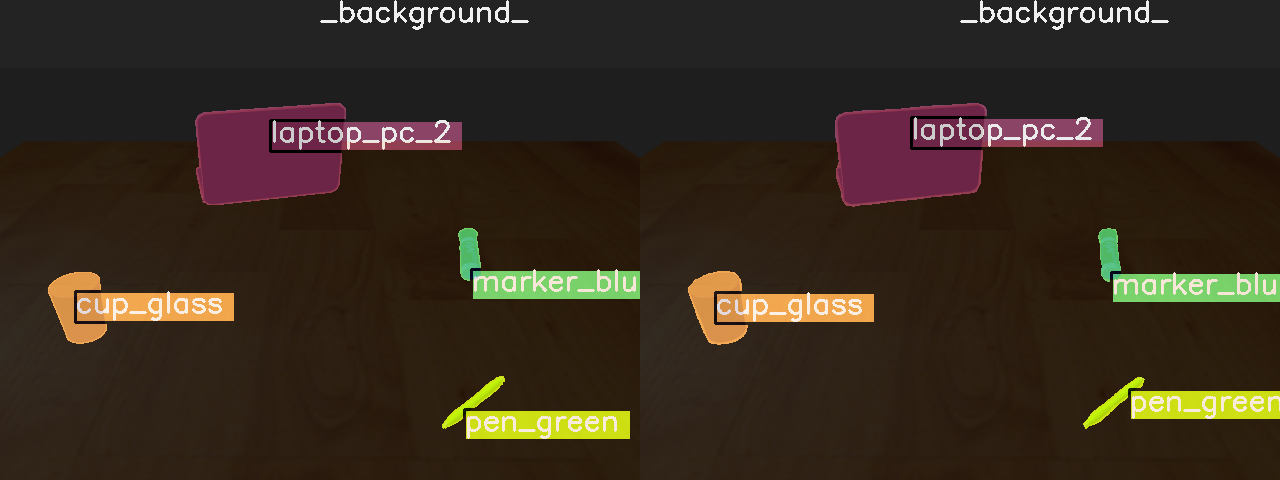 _background_
_background_
laptop_pc_2
laptop_pc_2
marker_blu
marker_blu
cup_glass
cup_glass
pen_green
pen_green